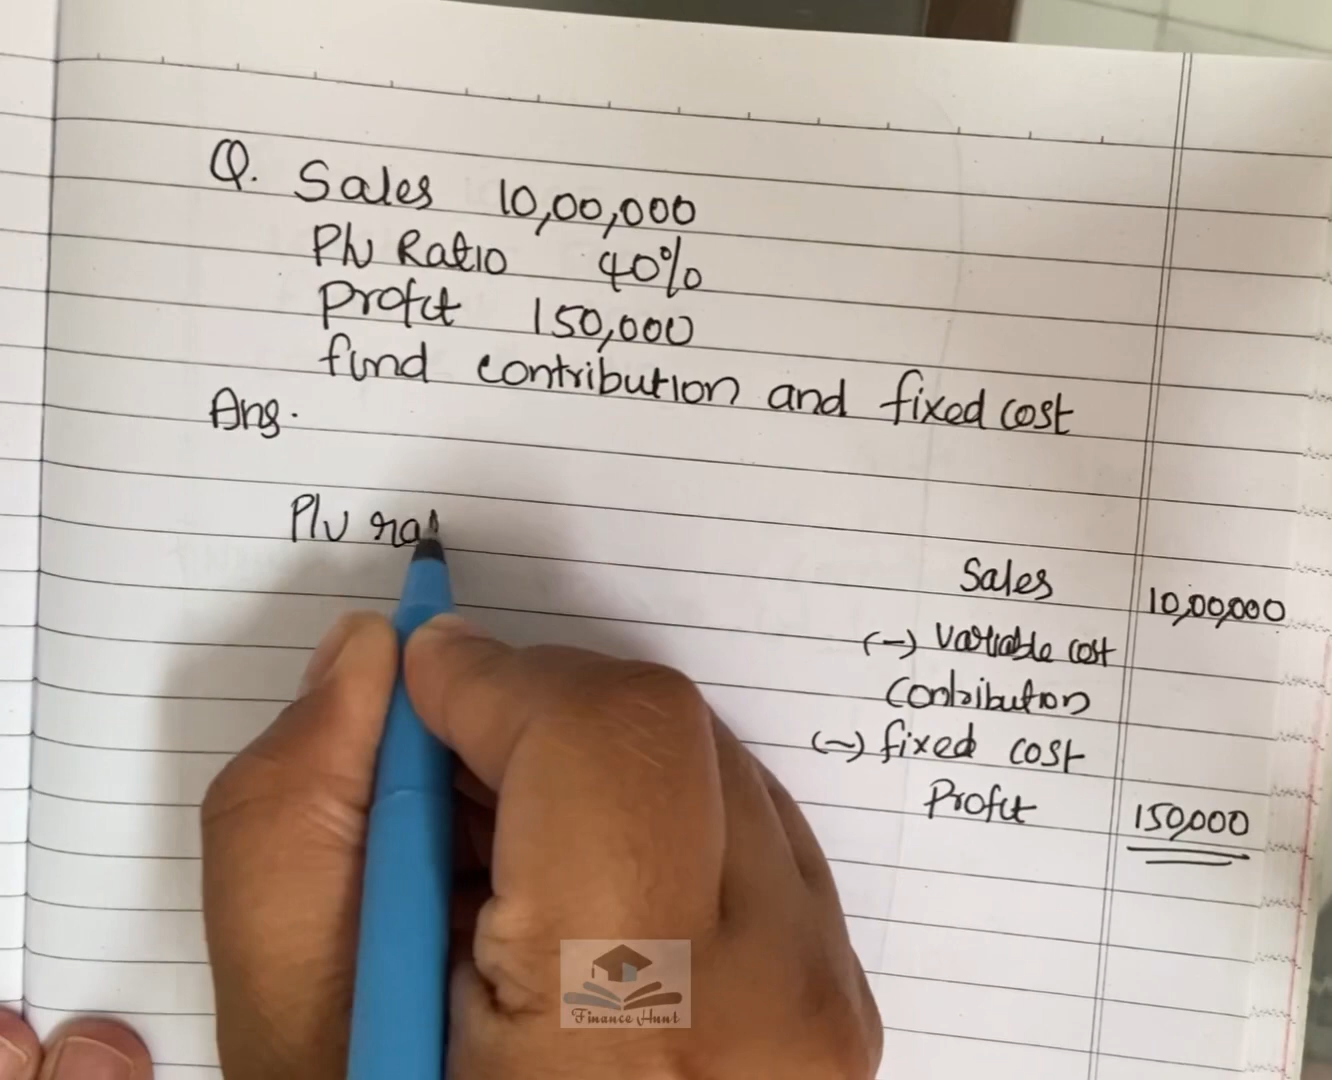 Q. Sales 10,00,000
P/V Ratio 40%
Profit 150,000
find contribution and fixed cost
Ans.
P/V rat
Sales 10,00,000
(-) Variable cost
Contribution
(-) fixed cost
Profit 150,000
Finance Hunt